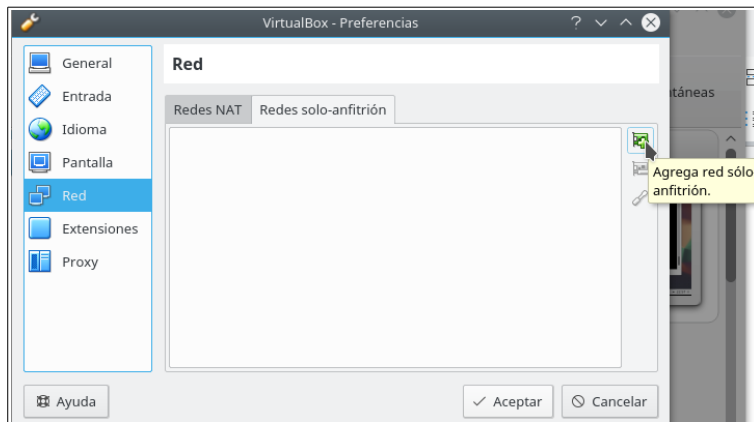 VirtualBox - Preferencias
General
Entrada
Idioma
Pantalla
Red
Extensiones
Proxy
Red
Redes NAT
Redes solo-anfitrión
táneas
Agrega red sólo
anfitrión.
Ayuda
Aceptar
Cancelar